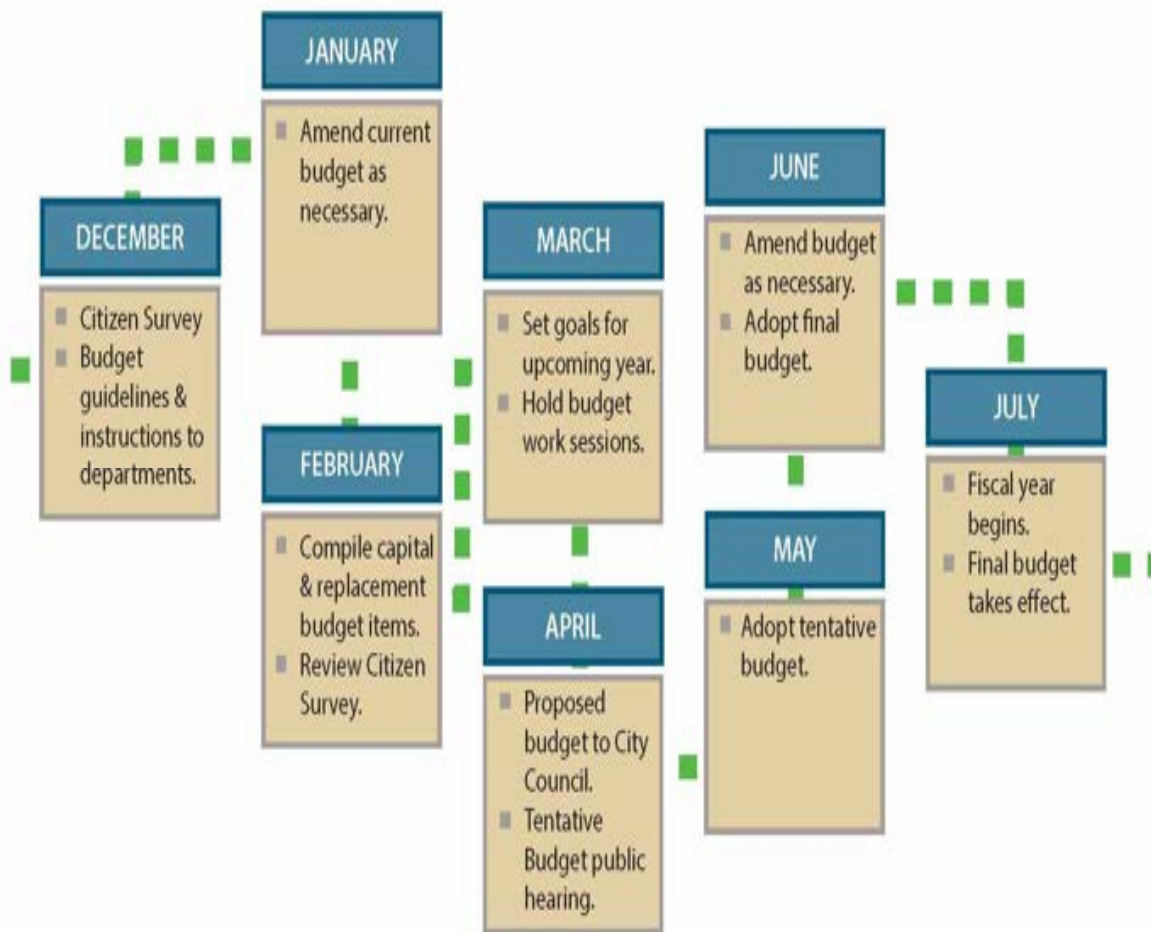 DECEMBER
Citizen Survey
Budget
guidelines &
instructions to
departments.
JANUARY
Amend current
budget as
necessary.
FEBRUARY
Compile capital
& replacement
budget items.
Review Citizen
Survey.
MARCH
Set goals for
upcoming year.
Hold budget
work sessions.
APRIL
Proposed
budget to City
Council.
Tentative
Budget public
hearing.
MAY
Adopt tentative
budget.
JUNE
Amend budget
as necessary.
Adopt final
budget.
JULY
Fiscal year
begins.
Final budget
takes effect.